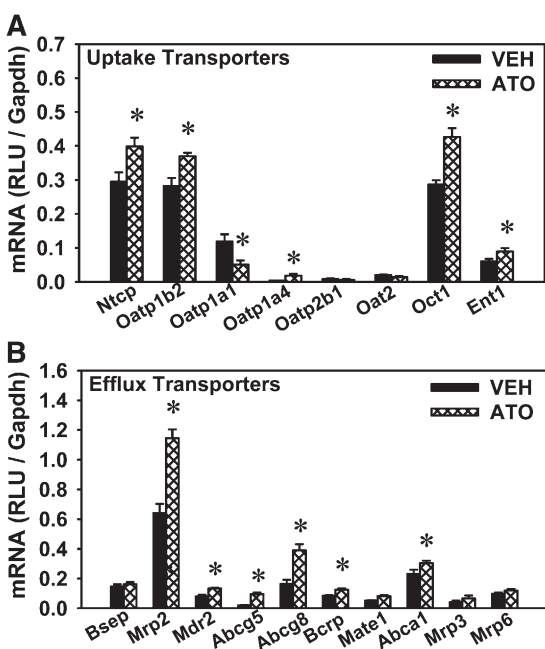 A
Uptake Transporters
VEH
ATO
mRNA (RLU / Gapdh)
0.7
0.6
0.5
0.4
0.3
0.2
0.1
0.0
* * * * * *
Ntcp Oatp1b2 Oatp1a1 Oatp1a4 Oatp2b1 Oat2 Oct1 Ent1
B
Efflux Transporters
VEH
ATO
mRNA (RLU / Gapdh)
1.6
1.4
1.2
1.0
0.8
0.6
0.4
0.2
0.0
* * * * * *
Bsep Mrp2 Mdr2 Abcg5 Abcg8 Bcrp Mate1 Abca1 Mrp3 Mrp6